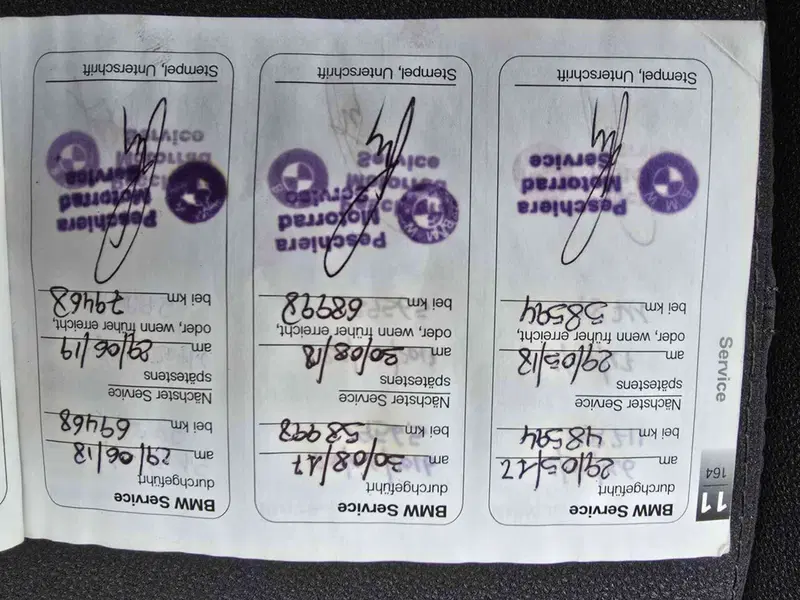 11
164
Service
BMW Service
durchgeführt
am 29/05/17
bei km 48594
Nächster Service
spätestens
am 29/05/18
oder, wenn früher erreicht,
bei km 58594
BMW
Peschiera
Motorrad
Service
Stempel, Unterschrift
BMW Service
durchgeführt
am 30/08/17
bei km 58998
Nächster Service
spätestens
am 30/08/18
oder, wenn früher erreicht,
bei km 68998
BMW
Peschiera
Motorrad
Service
Stempel, Unterschrift
BMW Service
durchgeführt
am 29/06/18
bei km 69468
Nächster Service
spätestens
am 29/06/19
oder, wenn früher erreicht,
bei km 79468
Peschiera
Motorrad
Service
Stempel, Unterschrift